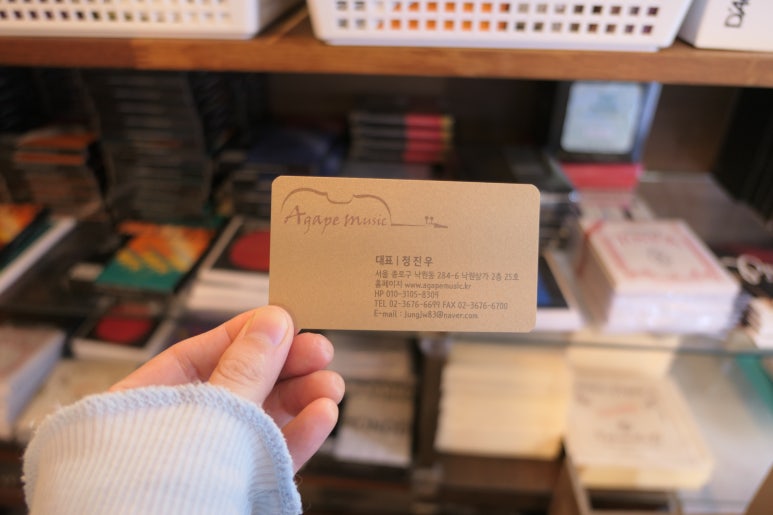 DA
Agape Music
대표 | 정진우
서울 종로구 낙원동 284-6 낙원상가 2층 25호
홈페이지 www.agapemusic.kr
HP 010-3105-8309
TEL 02-3676-6699 FAX 02-3676-6700
E-mail : jungjw83@naver.com